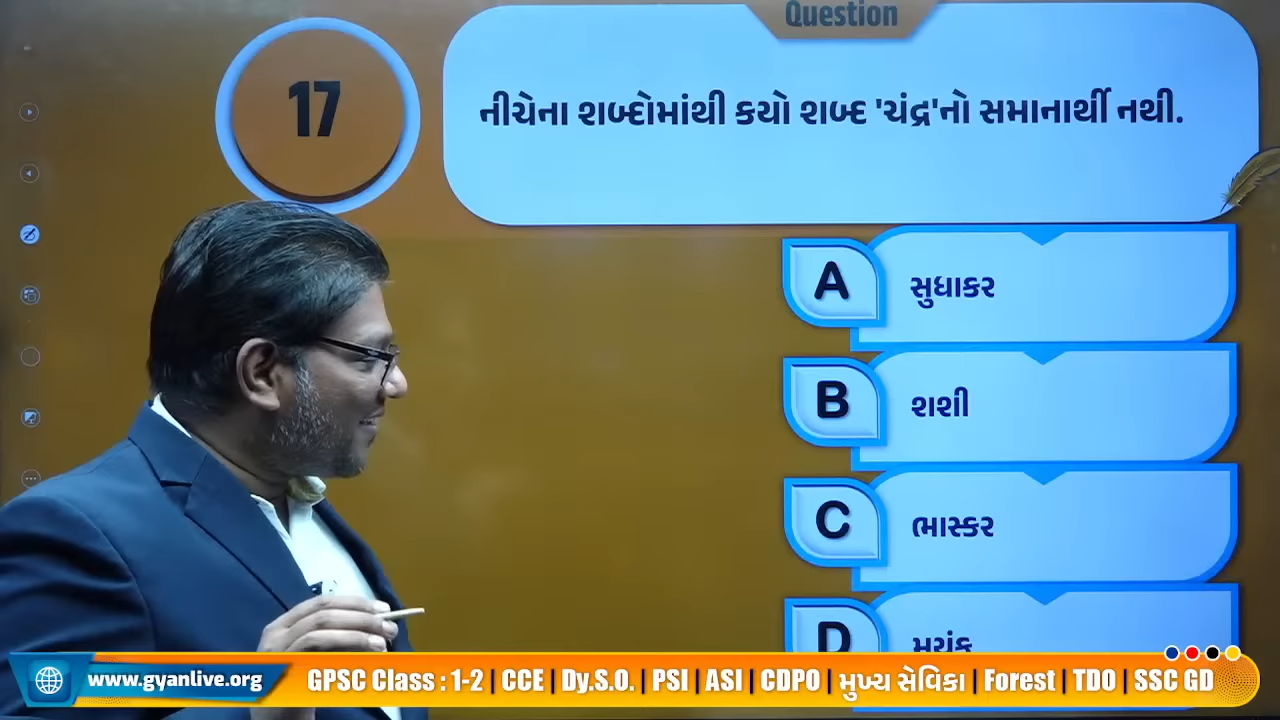 Question
17
નીચેના શબ્દોમાંથી કયો શબ્દ 'ચંદ્ર'નો સમાનાર્થી નથી.
A
સુધાકર
B
શશી
C
ભાસ્કર
D
મયંક
www.gyanlive.org
GPSC Class : 1-2 | CCE | Dy.S.O. | PSI | ASI | CDPO | મુખ્ય સેવિકા | Forest | TDO | SSC GD